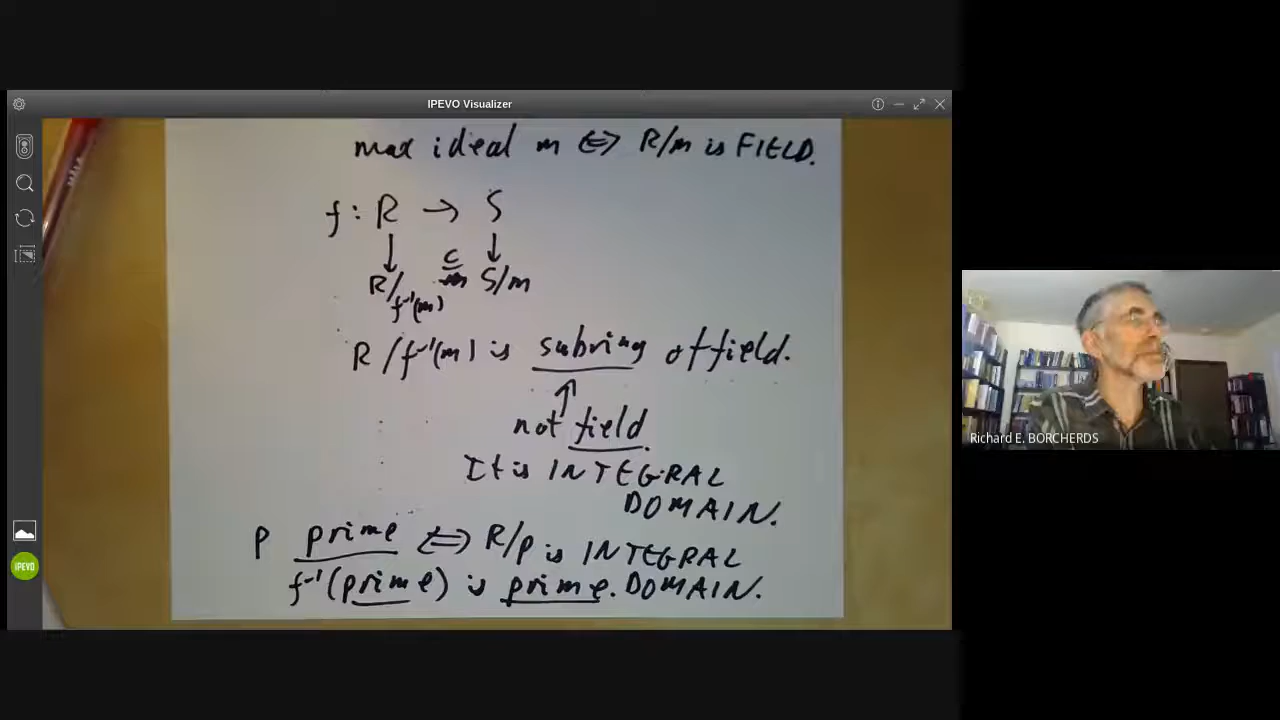 IPEVO Visualizer
max ideal m ⇔ R/m is FIELD.
f : R → S
↓ ↓
R/f⁻¹(m) ⊆ S/m
R/f⁻¹(m) is subring of field.
↑
not field.
It is INTEGRAL
DOMAIN.
P prime ⇔ R/p is INTEGRAL
DOMAIN.
f⁻¹(prime) is prime.
Richard E. BORCHERDS
IPEVO